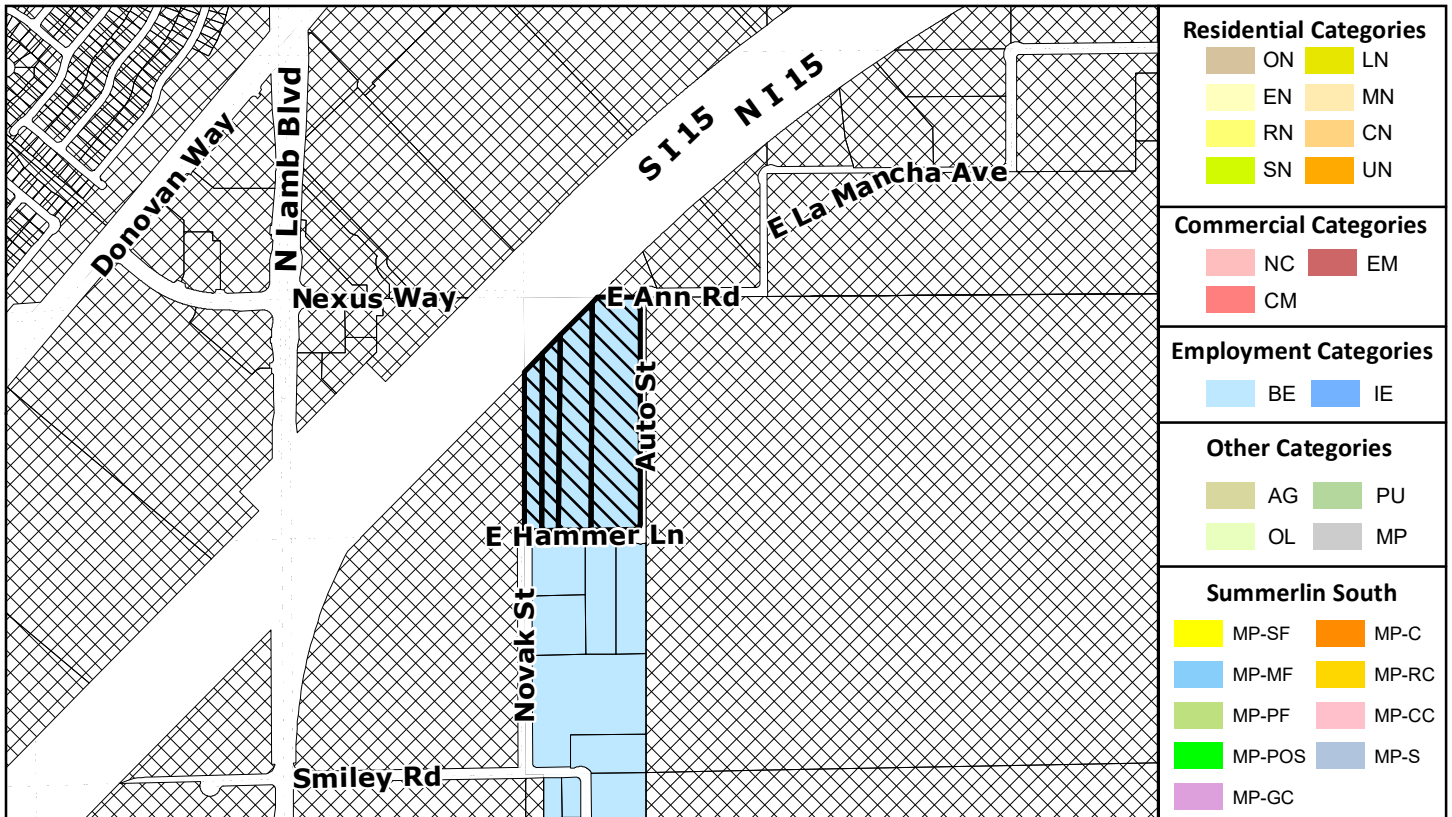 Donovan Way
N Lamb Blvd
S I 15
N I 15
E La Mancha Ave
Nexus Way
E Ann Rd
Auto St
E Hammer Ln
Novak St
Smiley Rd
Residential Categories
ON LN
EN MN
RN CN
SN UN
Commercial Categories
NC EM
CM
Employment Categories
BE IE
Other Categories
AG PU
OL MP
Summerlin South
MP-SF MP-C
MP-MF MP-RC
MP-PF MP-CC
MP-POS MP-S
MP-GC